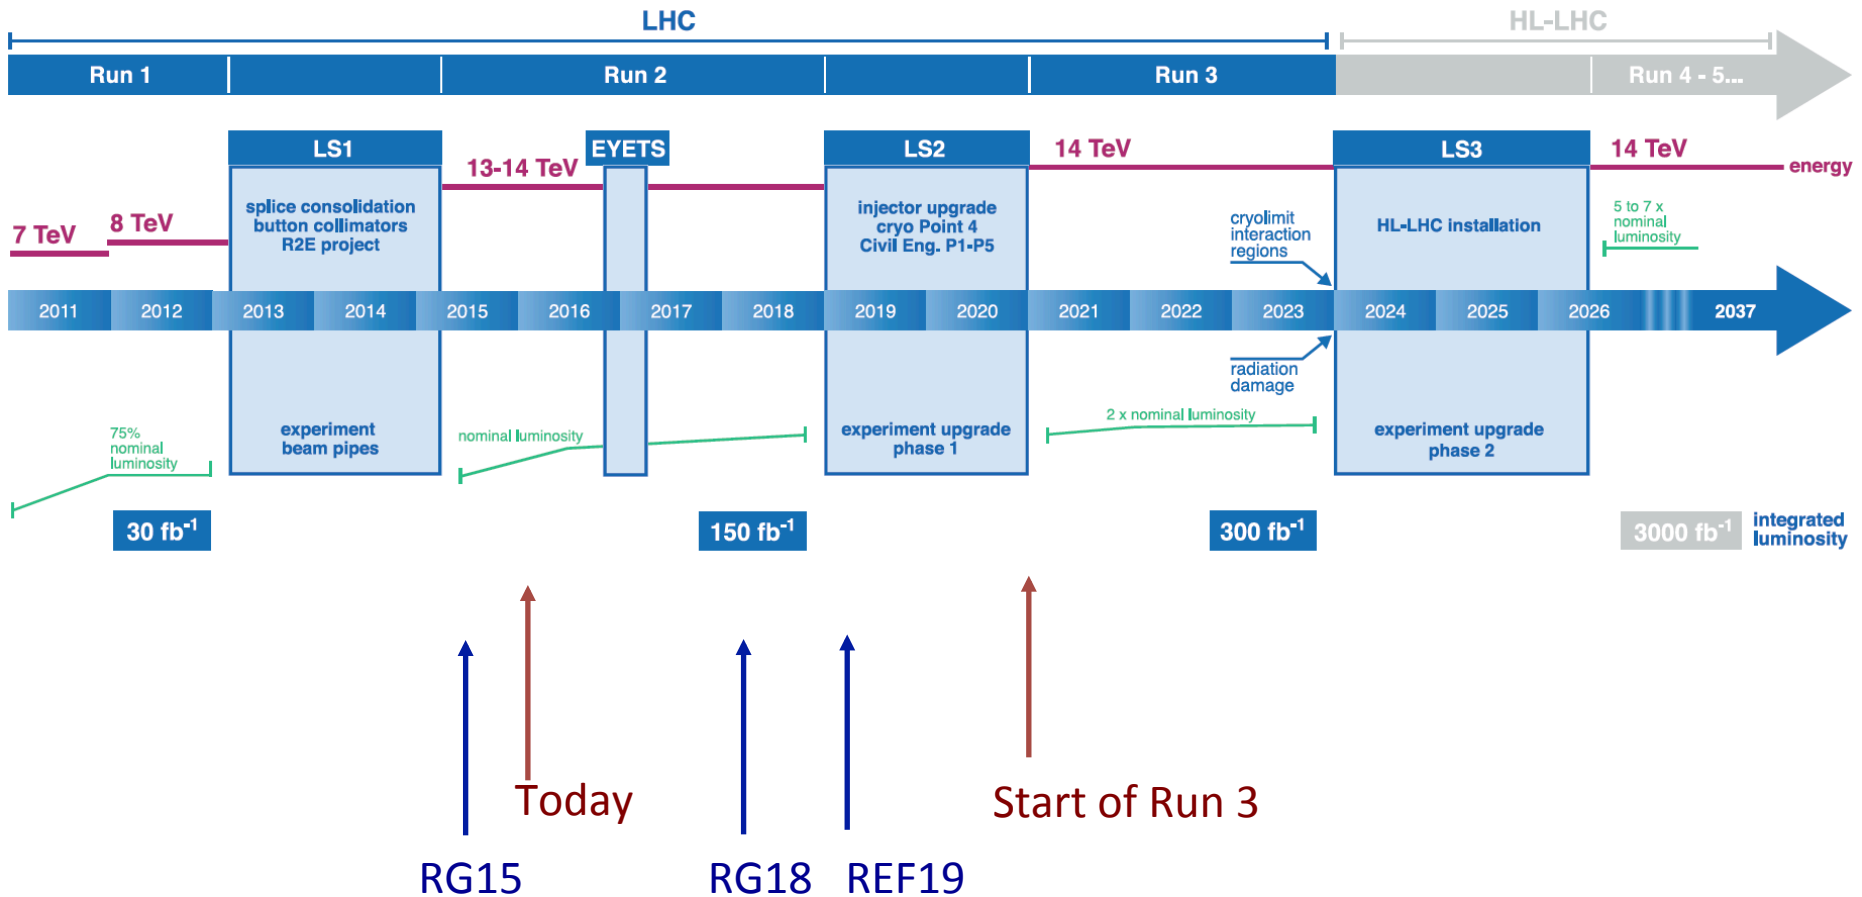 LHC
HL-LHC
Run 1
Run 2
Run 3
Run 4 - 5...
LS1
EYETS
LS2
14 TeV
LS3
14 TeV
energy
13-14 TeV
7 TeV
8 TeV
splice consolidation
button collimators
R2E project
injector upgrade
cryo Point 4
Civil Eng. P1-P5
cryolimit
interaction
regions
HL-LHC installation
5 to 7 x
nominal
luminosity
2011
2012
2013
2014
2015
2016
2017
2018
2019
2020
2021
2022
2023
2024
2025
2026
2037
radiation
damage
75%
nominal
luminosity
experiment
beam pipes
nominal luminosity
experiment upgrade
phase 1
2 x nominal luminosity
experiment upgrade
phase 2
30 fb⁻¹
150 fb⁻¹
300 fb⁻¹
3000 fb⁻¹
integrated
luminosity
Today
Start of Run 3
RG15
RG18
REF19